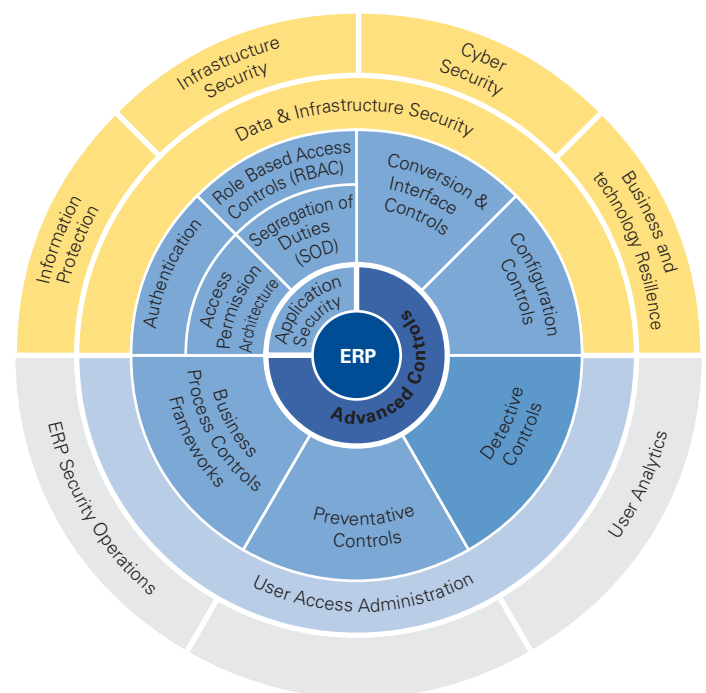 Infrastructure
Security
Cyber
Security
Information
Protection
Business and
technology Resillence
Data & Infrastructure Security
Role Based Access
Controls (RBAC)
Conversion &
Interface
Controls
Segregation of
Duties
(SOD)
Authentication
Access
Permission
Architecture
Configuration
Controls
Application
Security
ERP
Advanced Controls
Business
Process Controls
Frameworks
Detective
Controls
Preventative
Controls
User Access Administration
ERP Security Operations
User Analytics